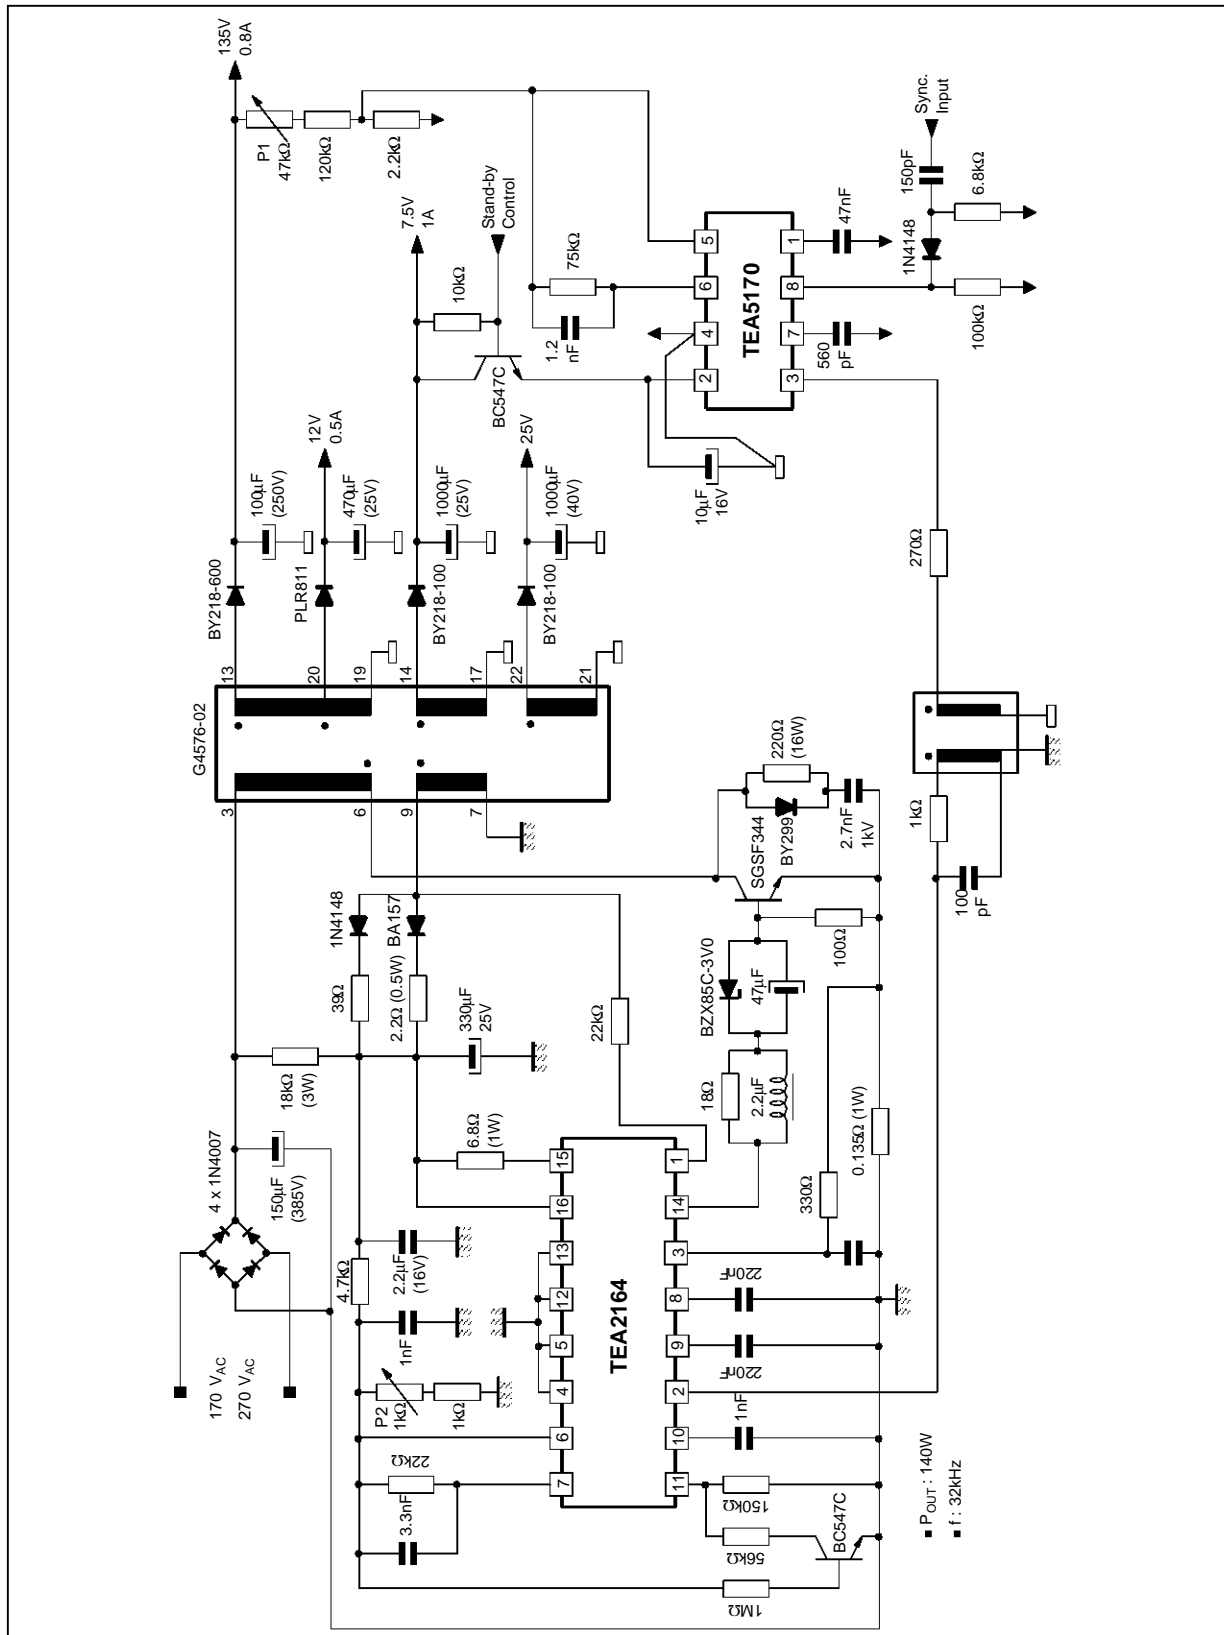 135V
0.8A
P1
47kΩ
120kΩ
2.2kΩ
7.5V
1A
Stand-by
Control
10kΩ
BC547C
75kΩ
1.2
nF
12V
0.5A
25V
BY218-600
100µF
(250V)
PLR811
470µF
(25V)
BY218-100
1000µF
(25V)
BY218-100
1000µF
(40V)
10µF
16V
TEA5170
5
6
4
2
1
8
7
3
47nF
560
pF
Sync.
Input
150pF
6.8kΩ
1N4148
100kΩ
270Ω
G4576-02
13
20
19
14
17
22
21
3
6
9
7
1N4148
BA157
39Ω
2.2Ω (0.5W)
330µF
25V
22kΩ
18kΩ
(3W)
6.8Ω
(1W)
SGSF344
220Ω
(16W)
BY299
2.7nF
1kV
BZX85C-3V0
47µF
100Ω
18Ω
2.2µF
1kΩ
100
pF
4 x 1N4007
150µF
(385V)
170 VAC
270 VAC
4.7kΩ
2.2µF
(16V)
1nF
P2
1kΩ
1kΩ
22kΩ
3.3nF
TEA2164
15
16
13
12
5
4
6
7
1
14
3
8
9
2
10
11
330Ω
0.135Ω (1W)
220nF
220nF
1nF
150kΩ
56kΩ
BC547C
1MΩ
■ POUT : 140W
■ f : 32kHz